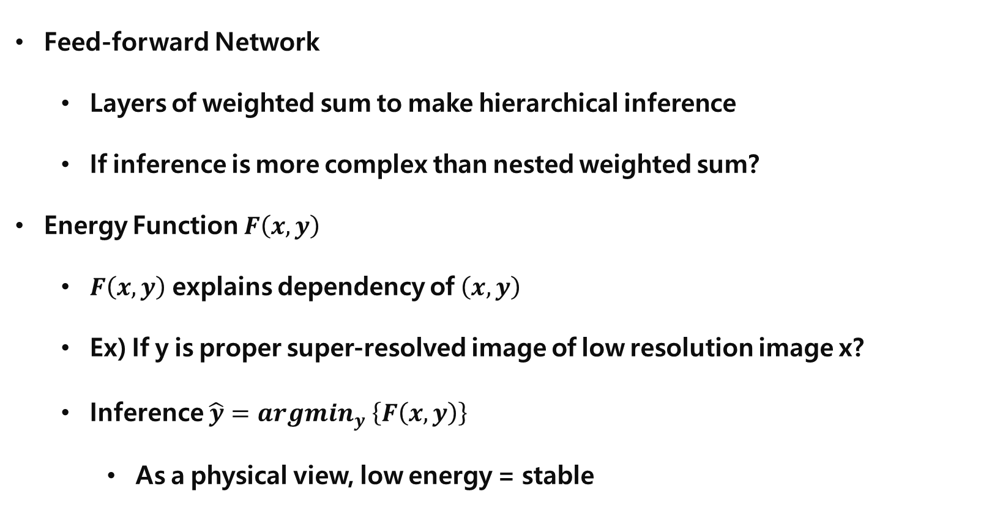 • Feed-forward Network
• Layers of weighted sum to make hierarchical inference
• If inference is more complex than nested weighted sum?
• Energy Function F(x, y)
• F(x, y) explains dependency of (x, y)
• Ex) If y is proper super-resolved image of low resolution image x?
• Inference ŷ = argmin_y {F(x, y)}
• As a physical view, low energy = stable